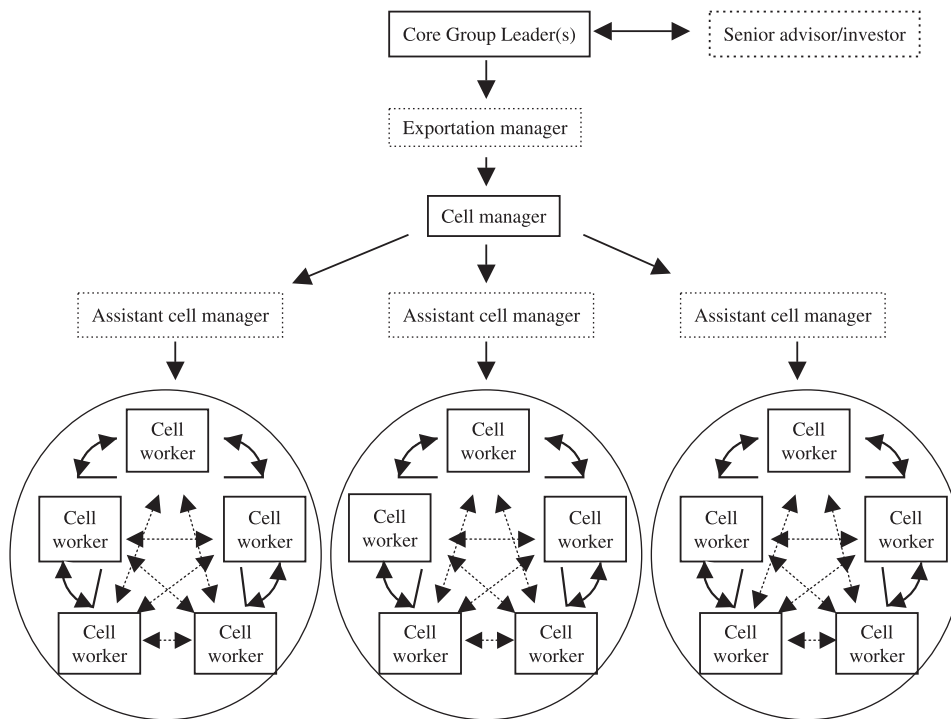 Core Group Leader(s)
Senior advisor/investor
Exportation manager
Cell manager
Assistant cell manager
Assistant cell manager
Assistant cell manager
Cell
worker
Cell
worker
Cell
worker
Cell
worker
Cell
worker
Cell
worker
Cell
worker
Cell
worker
Cell
worker
Cell
worker
Cell
worker
Cell
worker
Cell
worker
Cell
worker
Cell
worker